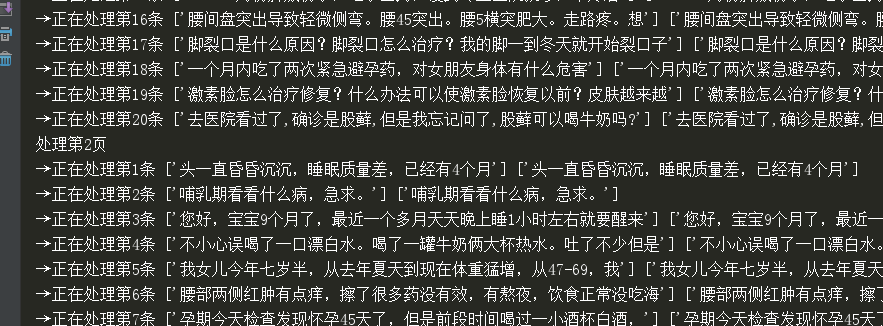 →正在处理第16条 ['腰间盘突出导致轻微侧弯。腰45突出。腰5横突肥大。走路疼。想'] ['腰间盘突出导致轻微侧弯。
→正在处理第17条 ['脚裂口是什么原因？脚裂口怎么治疗？我的脚一到冬天就开始裂口子'] ['脚裂口是什么原因？脚裂
→正在处理第18条 ['一个月内吃了两次紧急避孕药，对女朋友身体有什么危害'] ['一个月内吃了两次紧急避孕药，对女
→正在处理第19条 ['激素脸怎么治疗修复？什么办法可以使激素脸恢复以前？皮肤越来越'] ['激素脸怎么治疗修复？什
→正在处理第20条 ['去医院看过了,确诊是股藓,但是我忘记问了,股藓可以喝牛奶吗?'] ['去医院看过了,确诊是股藓,但
处理第2页
→正在处理第1条 ['头一直昏昏沉沉，睡眠质量差，已经有4个月'] ['头一直昏昏沉沉，睡眠质量差，已经有4个月']
→正在处理第2条 ['哺乳期看看什么病，急求。'] ['哺乳期看看什么病，急求。']
→正在处理第3条 ['您好，宝宝9个月了，最近一个多月天天晚上睡1小时左右就要醒来'] ['您好，宝宝9个月了，最近一
→正在处理第4条 ['不小心误喝了一口漂白水。喝了一罐牛奶俩大杯热水。吐了不少但是'] ['不小心误喝了一口漂白水。
→正在处理第5条 ['我女儿今年七岁半，从去年夏天到现在体重猛增，从47-69，我'] ['我女儿今年七岁半，从去年夏天
→正在处理第6条 ['腰部两侧红肿有点痒，擦了很多药没有效，有熬夜，饮食正常没吃海'] ['腰部两侧红肿有点痒，擦
→正在处理第7条 ['孕期今天检查发现怀孕45天了，但是前段时间喝过一小酒杯白酒，'] ['孕期今天检查发现怀孕45天